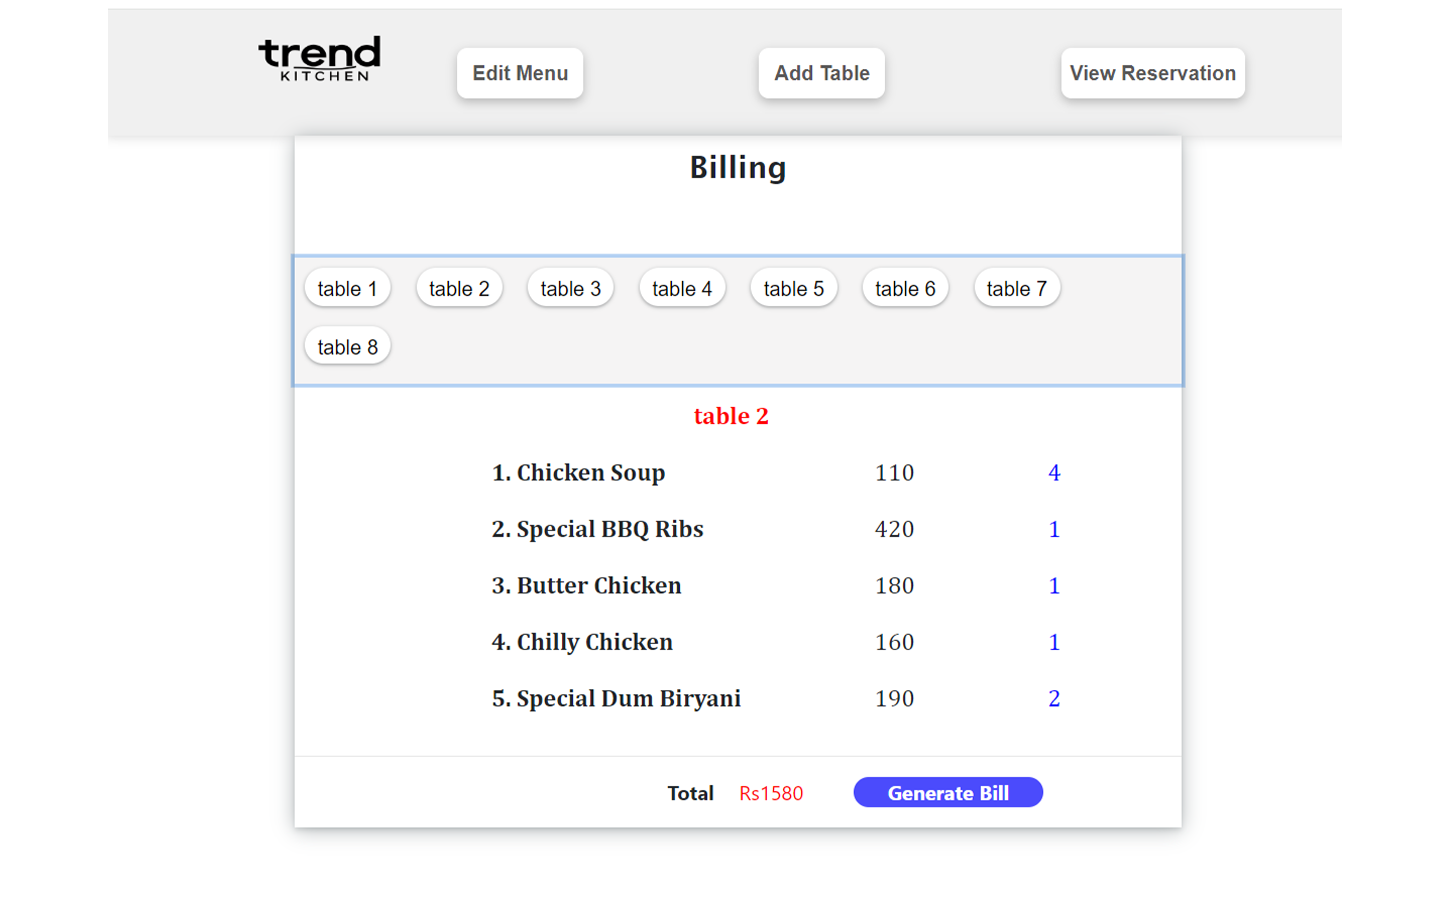 trend
KITCHEN
Edit Menu
Add Table
View Reservation
Billing
table 1 table 2 table 3 table 4 table 5 table 6 table 7
table 8
table 2
1. Chicken Soup 110 4
2. Special BBQ Ribs 420 1
3. Butter Chicken 180 1
4. Chilly Chicken 160 1
5. Special Dum Biryani 190 2
Total Rs1580 Generate Bill